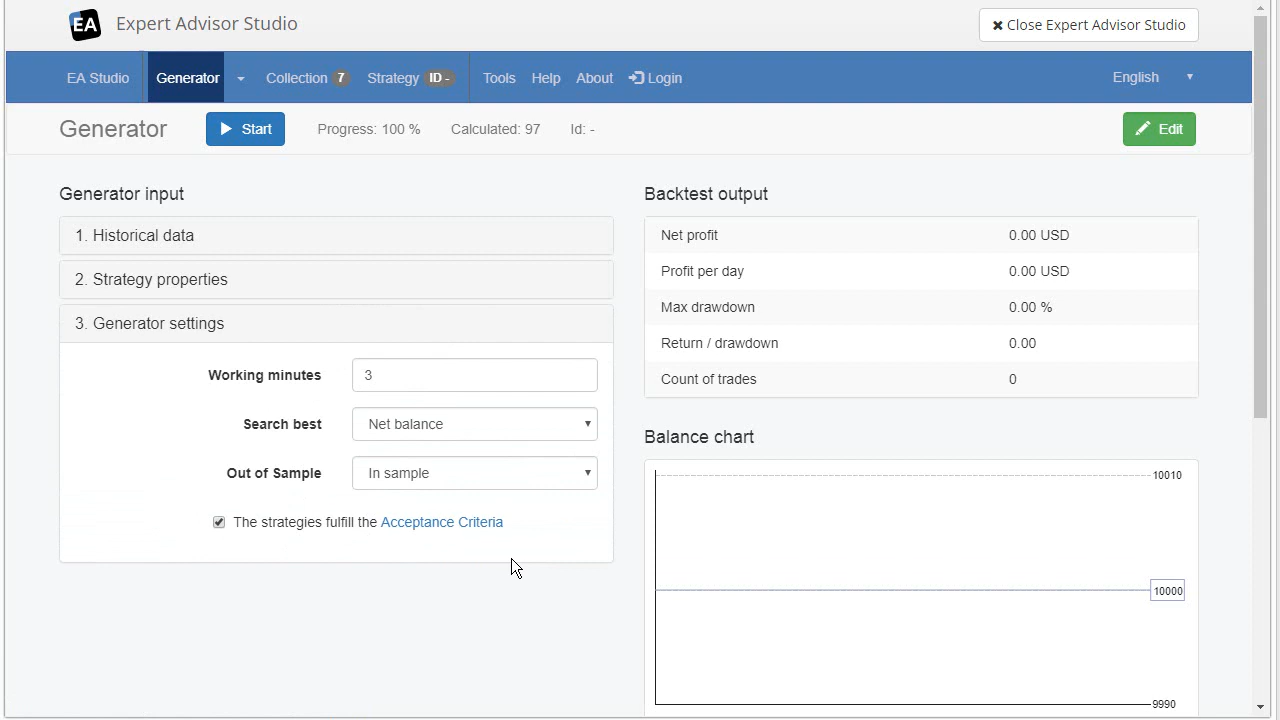 EA Expert Advisor Studio
✖ Close Expert Advisor Studio
EA Studio Generator Collection 7 Strategy ID - Tools Help About Login English
Generator Start Progress: 100 % Calculated: 97 Id: - Edit
Generator input
1. Historical data
2. Strategy properties
3. Generator settings
Working minutes 3
Search best Net balance
Out of Sample In sample
The strategies fulfill the Acceptance Criteria
Backtest output
Net profit 0.00 USD
Profit per day 0.00 USD
Max drawdown 0.00 %
Return / drawdown 0.00
Count of trades 0
Balance chart
10010
10000
9990